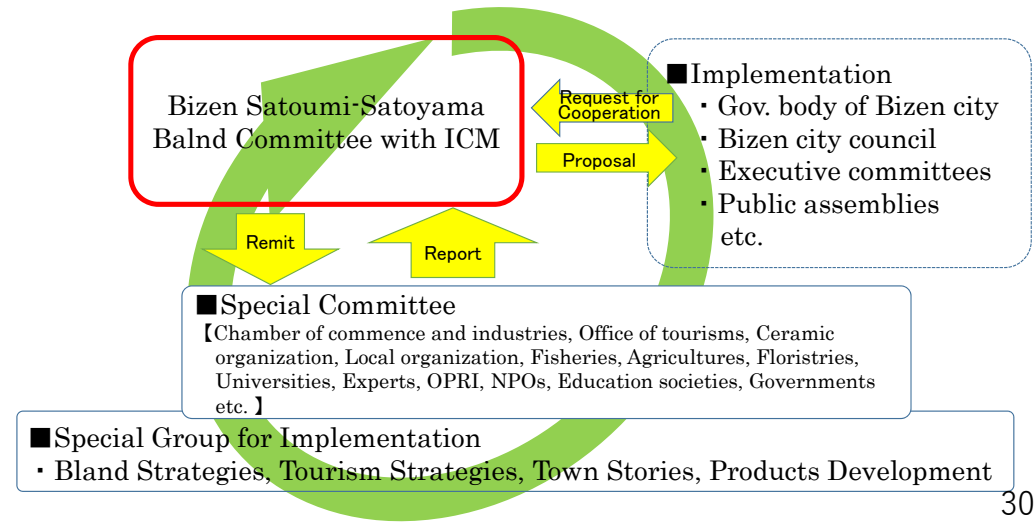 Bizen Satoumi-Satoyama
Balnd Committee with ICM
Request for
Cooperation
Proposal
■Implementation
・Gov. body of Bizen city
・Bizen city council
・Executive committees
・Public assemblies
etc.
Remit
Report
■Special Committee
【Chamber of commence and industries, Office of tourisms, Ceramic
organization, Local organization, Fisheries, Agricultures, Floristries,
Universities, Experts, OPRI, NPOs, Education societies, Governments
etc. 】
■Special Group for Implementation
・Bland Strategies, Tourism Strategies, Town Stories, Products Development
30